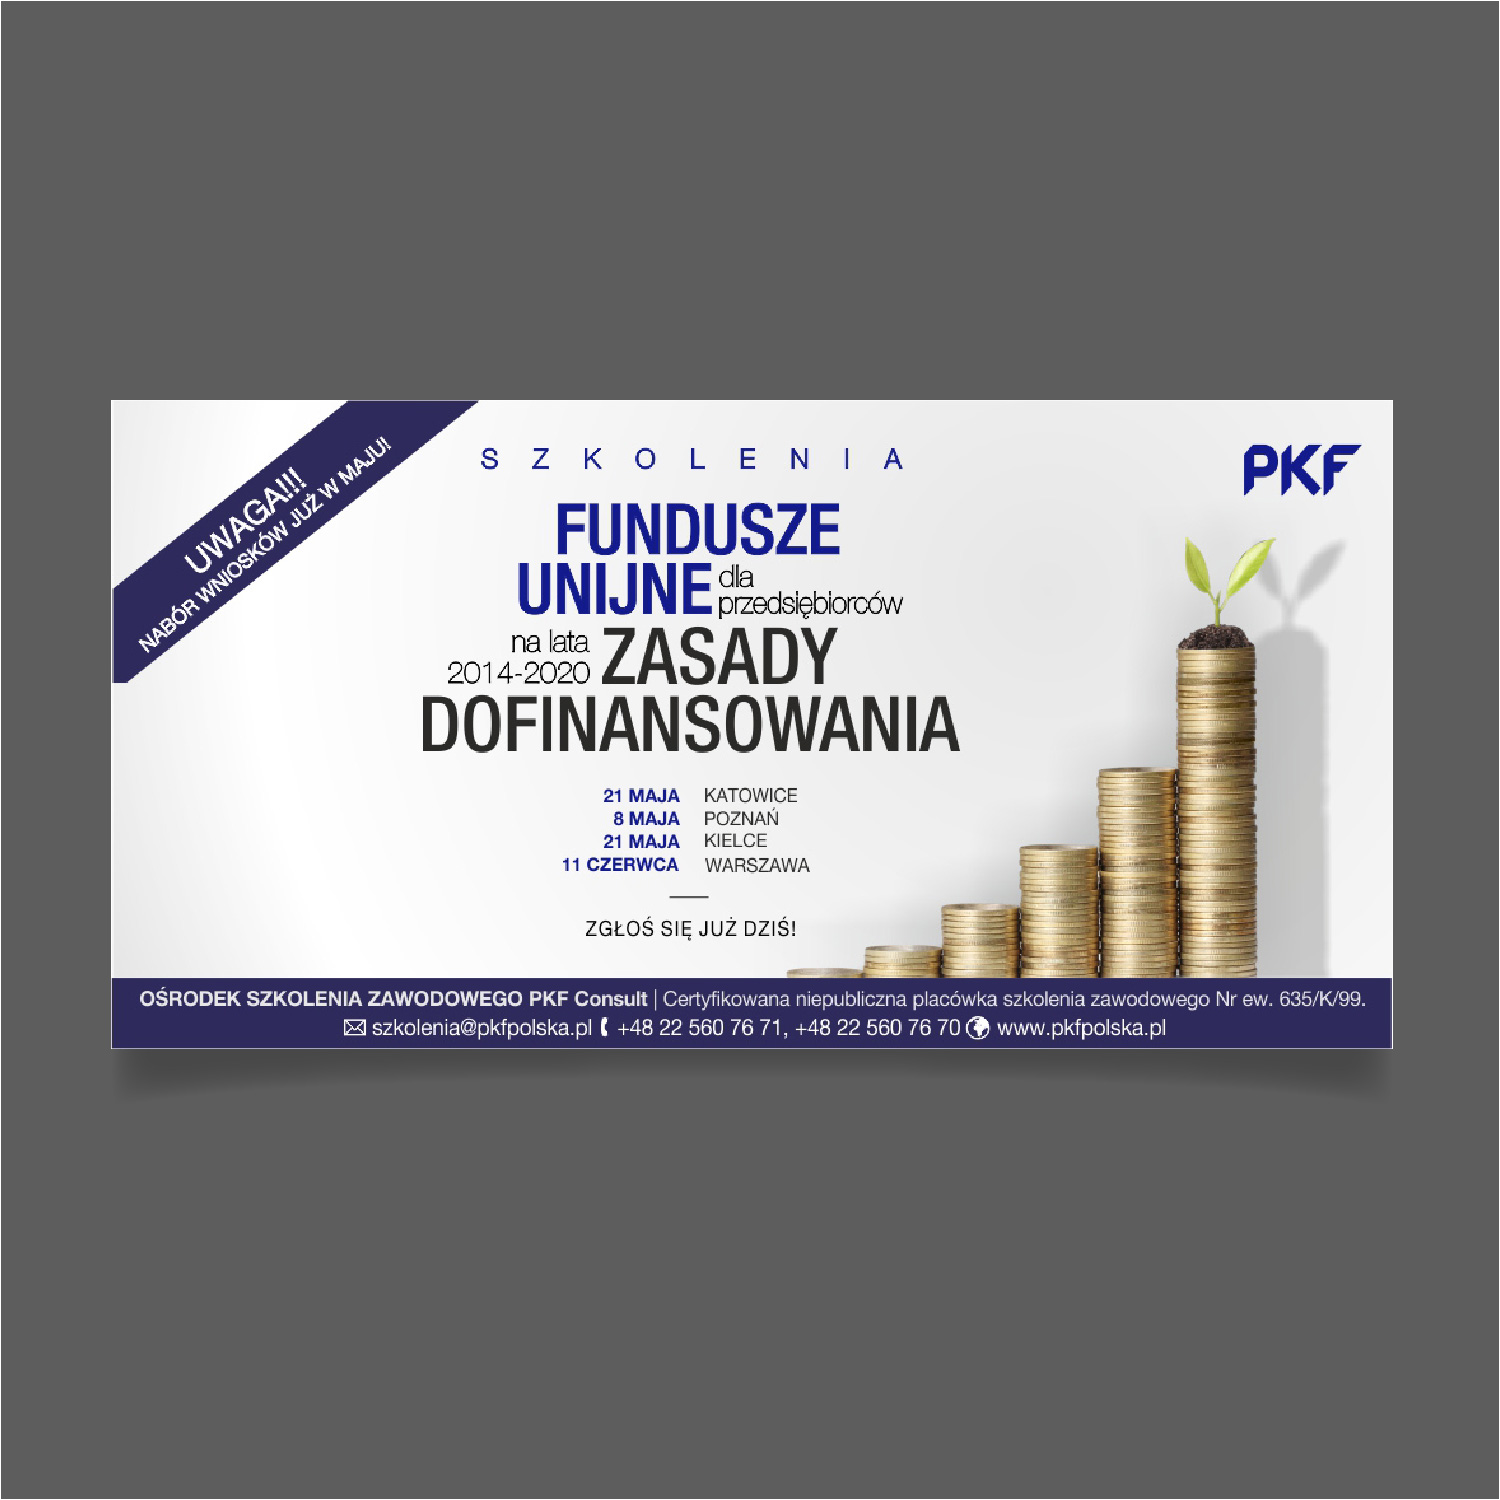 UWAGA!!!
NABÓR WNIOSKÓW JUŻ W MAJU!
SZKOLENIA
PKF
FUNDUSZE
UNIJNE dla przedsiębiorców
na lata 2014-2020 ZASADY
DOFINANSOWANIA
21 MAJA KATOWICE
8 MAJA POZNAŃ
21 MAJA KIELCE
11 CZERWCA WARSZAWA
ZGŁOŚ SIĘ JUŻ DZIŚ!
OŚRODEK SZKOLENIA ZAWODOWEGO PKF Consult | Certyfikowana niepubliczna placówka szkolenia zawodowego Nr ew. 635/K/99.
szkolenia@pkfpolska.pl +48 22 560 76 71, +48 22 560 76 70 www.pkfpolska.pl